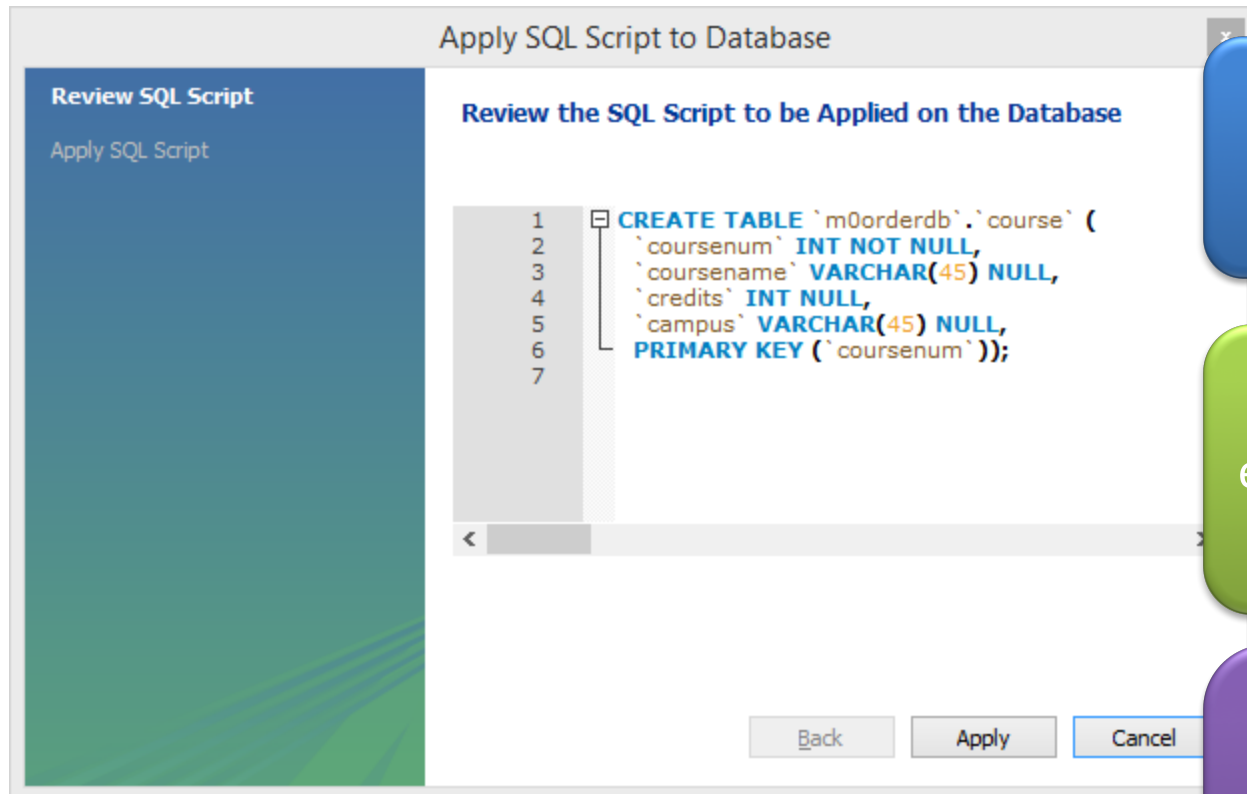 Apply SQL Script to Database
x
Review SQL Script
Apply SQL Script
Review the SQL Script to be Applied on the Database
1 CREATE TABLE `m0orderdb`.`course` (
2 `coursenum` INT NOT NULL,
3 `coursename` VARCHAR(45) NULL,
4 `credits` INT NULL,
5 `campus` VARCHAR(45) NULL,
6 PRIMARY KEY (`coursenum`));
7
Back Apply Cancel